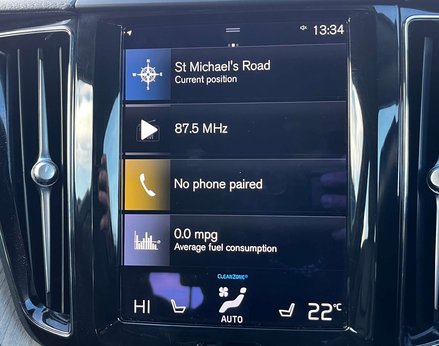 13:34
St Michael's Road
Current position
87.5 MHz
No phone paired
0.0 mpg
Average fuel consumption
CLEANZONE®
HI
AUTO
22°C